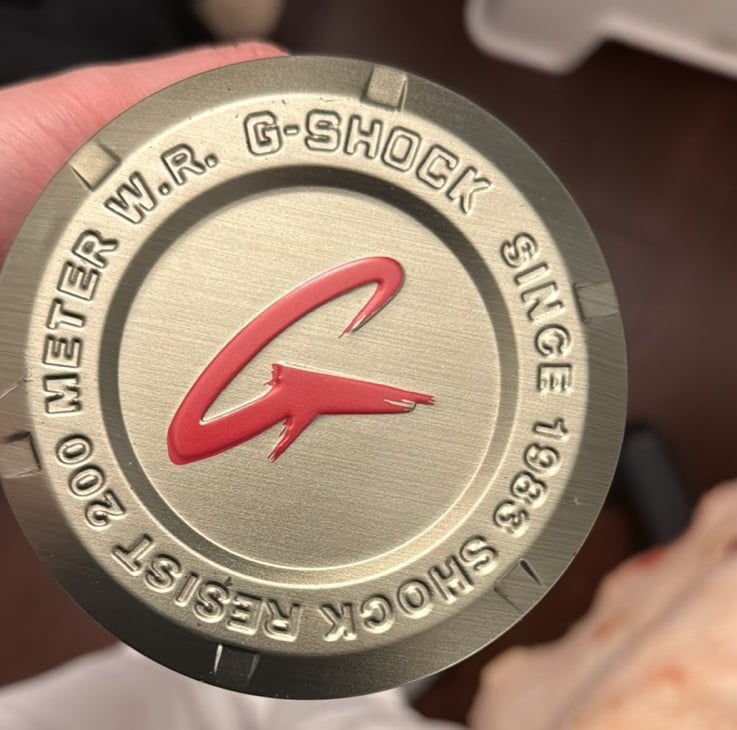 G-SHOCK SINCE 1983 SHOCK RESIST 200 METER W.R.
G